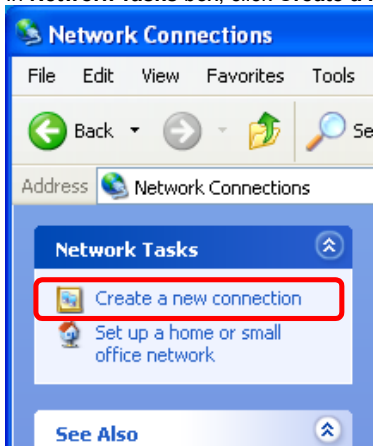 Network Connections
File Edit View Favorites Tools
Back Se
Address Network Connections
Network Tasks
Create a new connection
Set up a home or small
office network
See Also